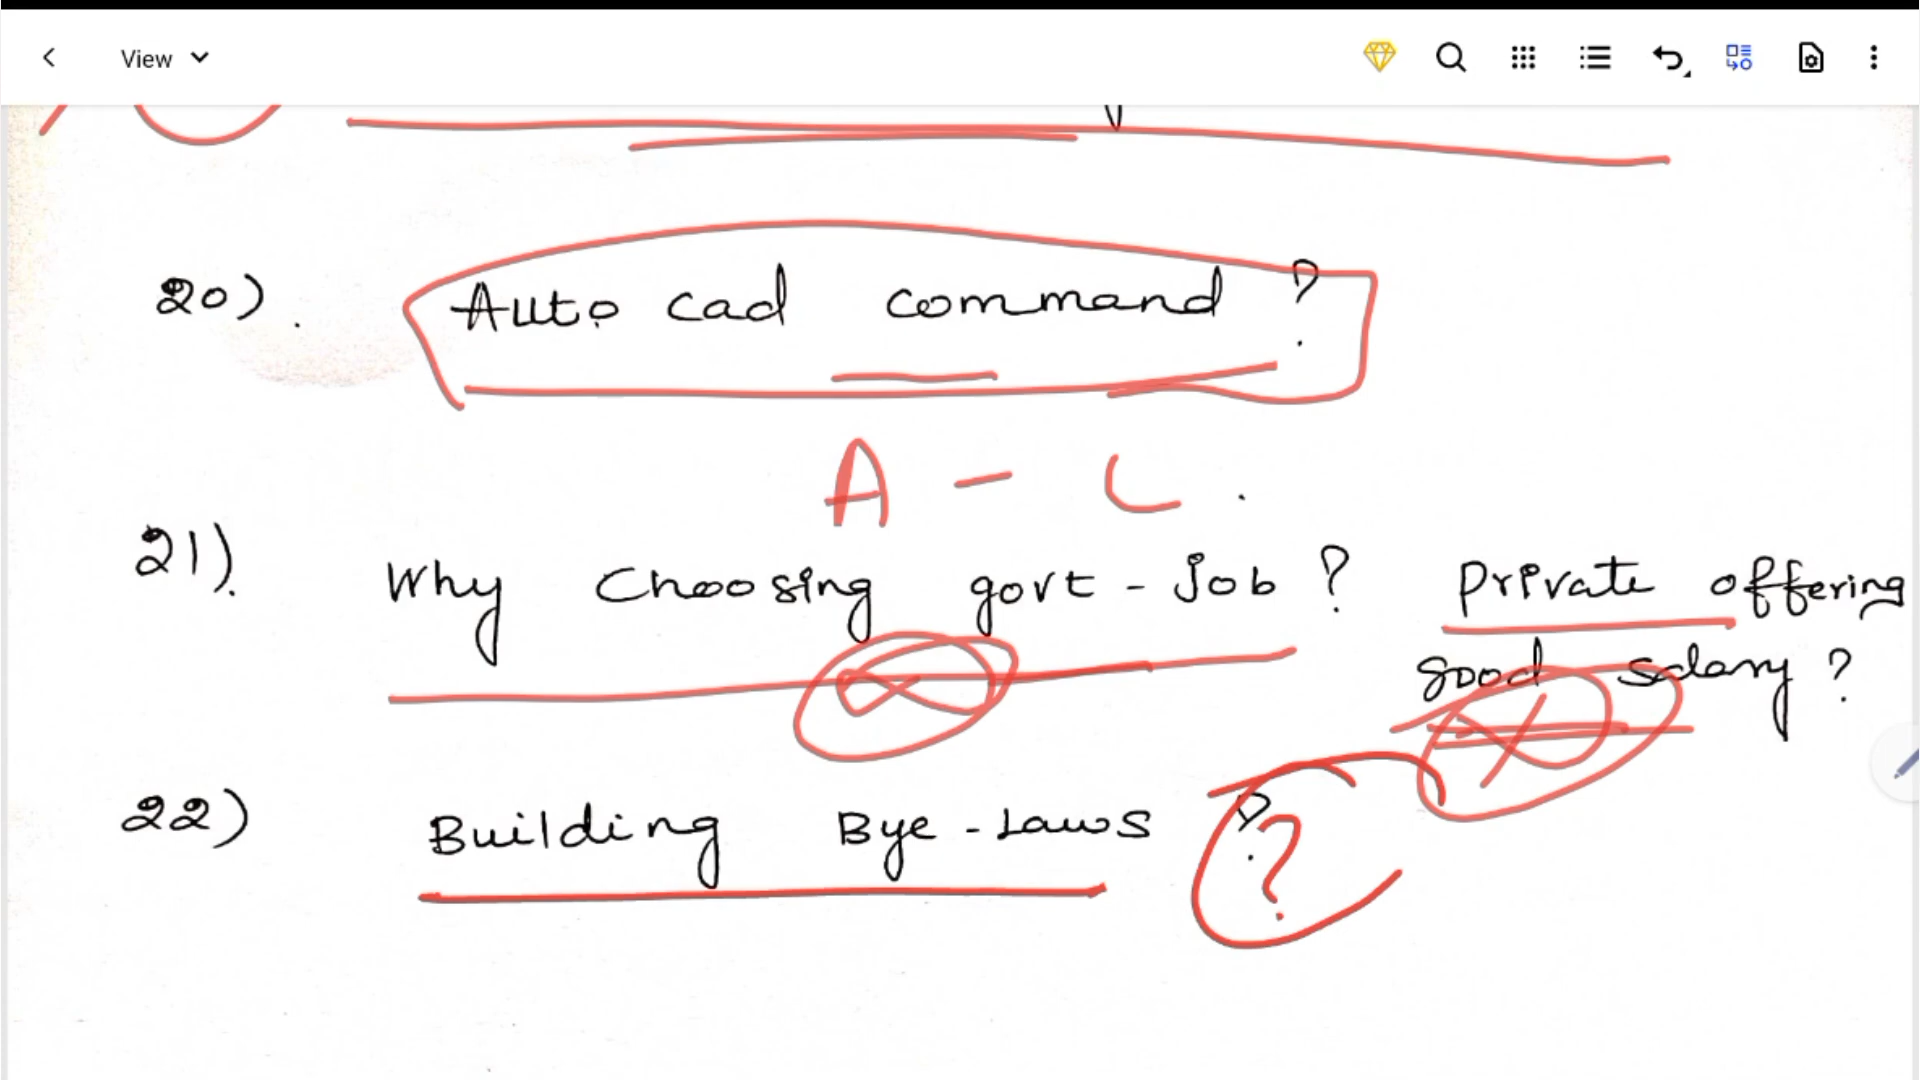 View
20). Auto cad command ?
A - C .
21). Why Choosing govt - Job ? Private offering
good salary ?
22) Building Bye - Laws ?
?